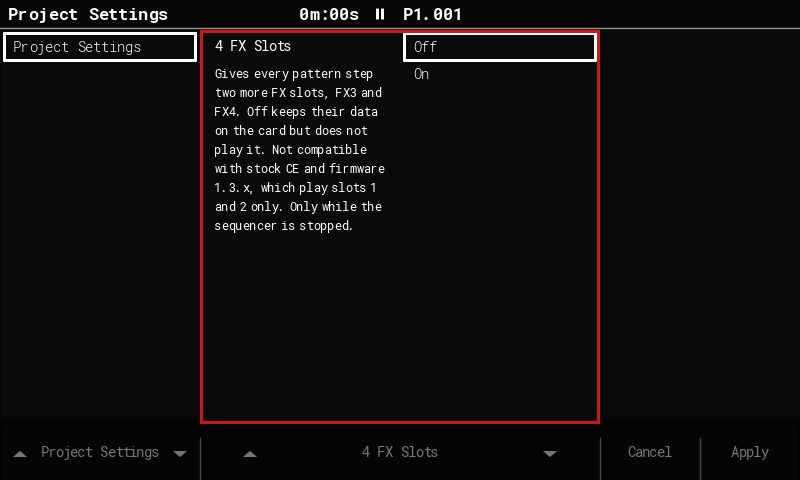 Project Settings 0m:00s P1.001
Project Settings
4 FX Slots
Gives every pattern step
two more FX slots, FX3 and
FX4. Off keeps their data
on the card but does not
play it. Not compatible
with stock CE and firmware
1.3.x, which play slots 1
and 2 only. Only while the
sequencer is stopped.
Off
On
Project Settings 4 FX Slots Cancel Apply